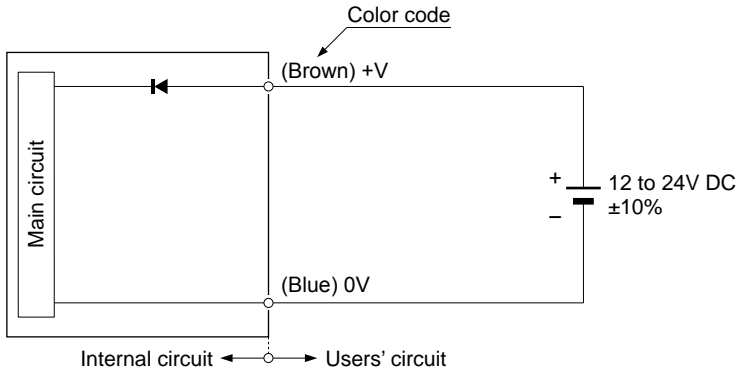 Color code
(Brown) +V
Main circuit
+
12 to 24V DC
−
±10%
(Blue) 0V
Internal circuit
Users' circuit